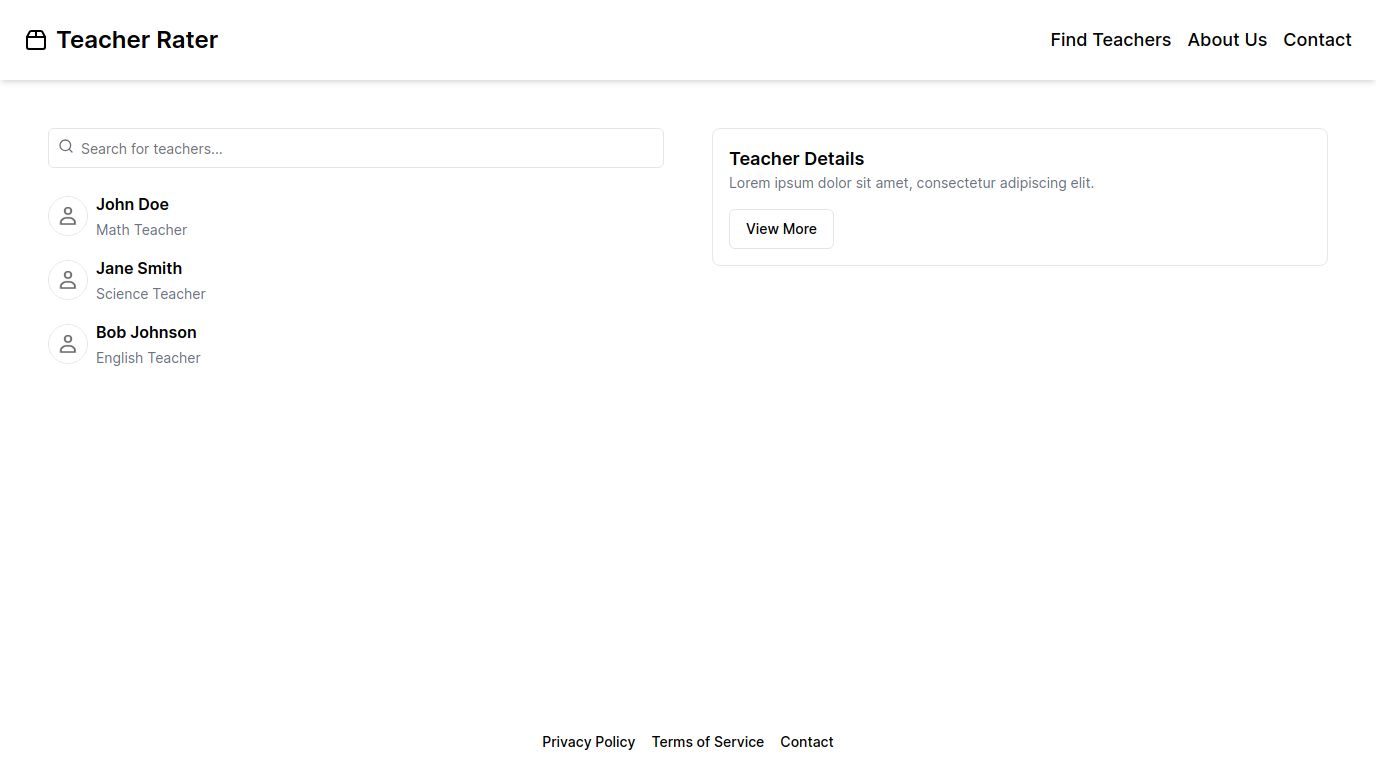 Teacher Rater
Find Teachers About Us Contact
Search for teachers...
John Doe
Math Teacher
Jane Smith
Science Teacher
Bob Johnson
English Teacher
Teacher Details
Lorem ipsum dolor sit amet, consectetur adipiscing elit.
View More
Privacy Policy Terms of Service Contact